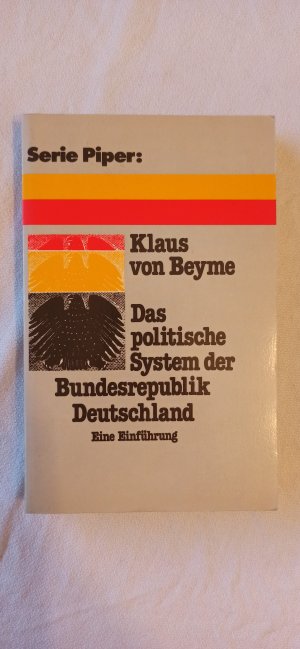 Serie Piper:
Klaus
von Beyme
Das
politische
System der
Bundesrepublik
Deutschland
Eine Einführung